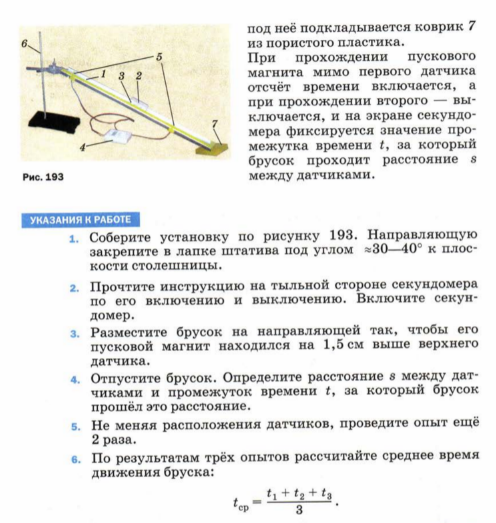 под неё подкладывается коврик 7
из пористого пластика.
При прохождении пускового
магнита мимо первого датчика
отсчёт времени включается, а
при прохождении второго — вы-
ключается, и на экране секундо-
мера фиксируется значение про-
межутка времени t, за который
брусок проходит расстояние s
между датчиками.
6
5
1
3 2
4
7
Рис. 193
УКАЗАНИЯ К РАБОТЕ
1. Соберите установку по рисунку 193. Направляющую
закрепите в лапке штатива под углом ≈30—40° к плос-
кости столешницы.
2. Прочтите инструкцию на тыльной стороне секундомера
по его включению и выключению. Включите секун-
домер.
3. Разместите брусок на направляющей так, чтобы его
пусковой магнит находился на 1,5 см выше верхнего
датчика.
4. Отпустите брусок. Определите расстояние s между дат-
чиками и промежуток времени t, за который брусок
прошёл это расстояние.
5. Не меняя расположения датчиков, проведите опыт ещё
2 раза.
6. По результатам трёх опытов рассчитайте среднее время
движения бруска:
tср = (t1 + t2 + t3) / 3 .